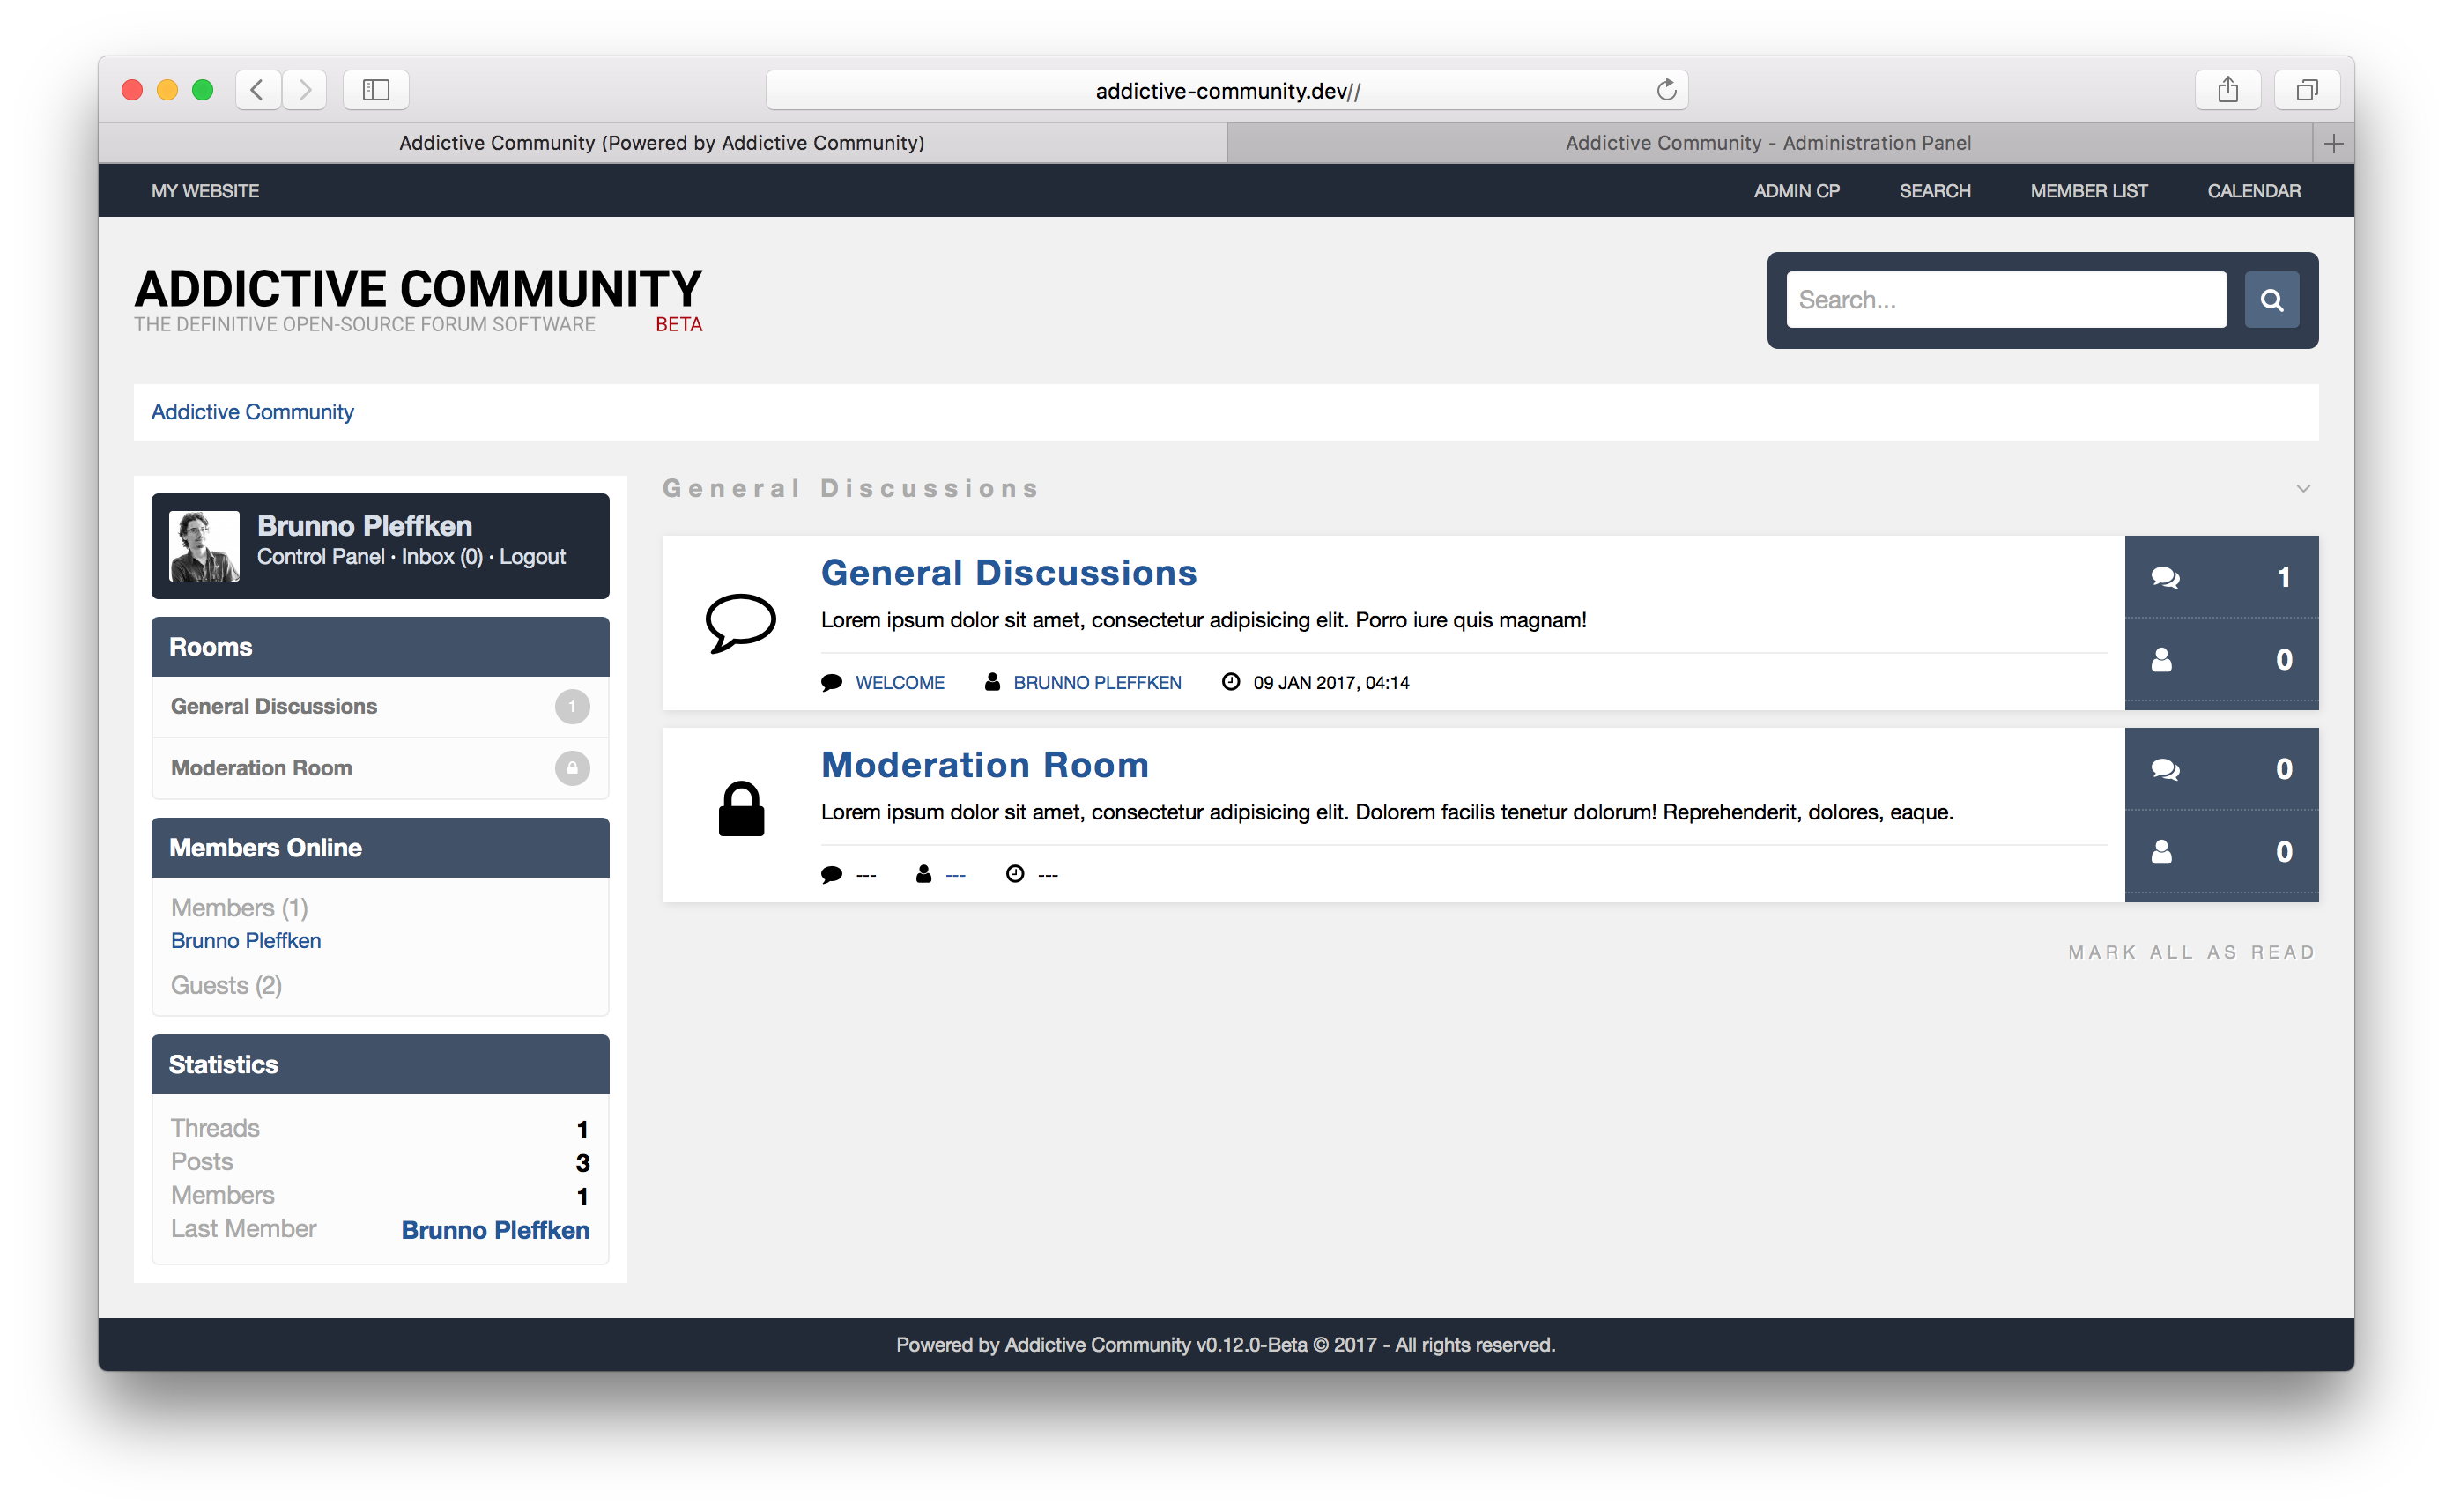 addictive-community.dev//
Addictive Community (Powered by Addictive Community)
Addictive Community - Administration Panel
MY WEBSITE
ADMIN CP
SEARCH
MEMBER LIST
CALENDAR
ADDICTIVE COMMUNITY
THE DEFINITIVE OPEN-SOURCE FORUM SOFTWARE BETA
Search...
Addictive Community
Brunno Pleffken
Control Panel · Inbox (0) · Logout
Rooms
General Discussions 1
Moderation Room
Members Online
Members (1)
Brunno Pleffken
Guests (2)
Statistics
Threads 1
Posts 3
Members 1
Last Member Brunno Pleffken
General Discussions
General Discussions
Lorem ipsum dolor sit amet, consectetur adipisicing elit. Porro iure quis magnam!
WELCOME BRUNNO PLEFFKEN 09 JAN 2017, 04:14
1
0
Moderation Room
Lorem ipsum dolor sit amet, consectetur adipisicing elit. Dolorem facilis tenetur dolorum! Reprehenderit, dolores, eaque.
--- --- ---
0
0
MARK ALL AS READ
Powered by Addictive Community v0.12.0-Beta © 2017 - All rights reserved.